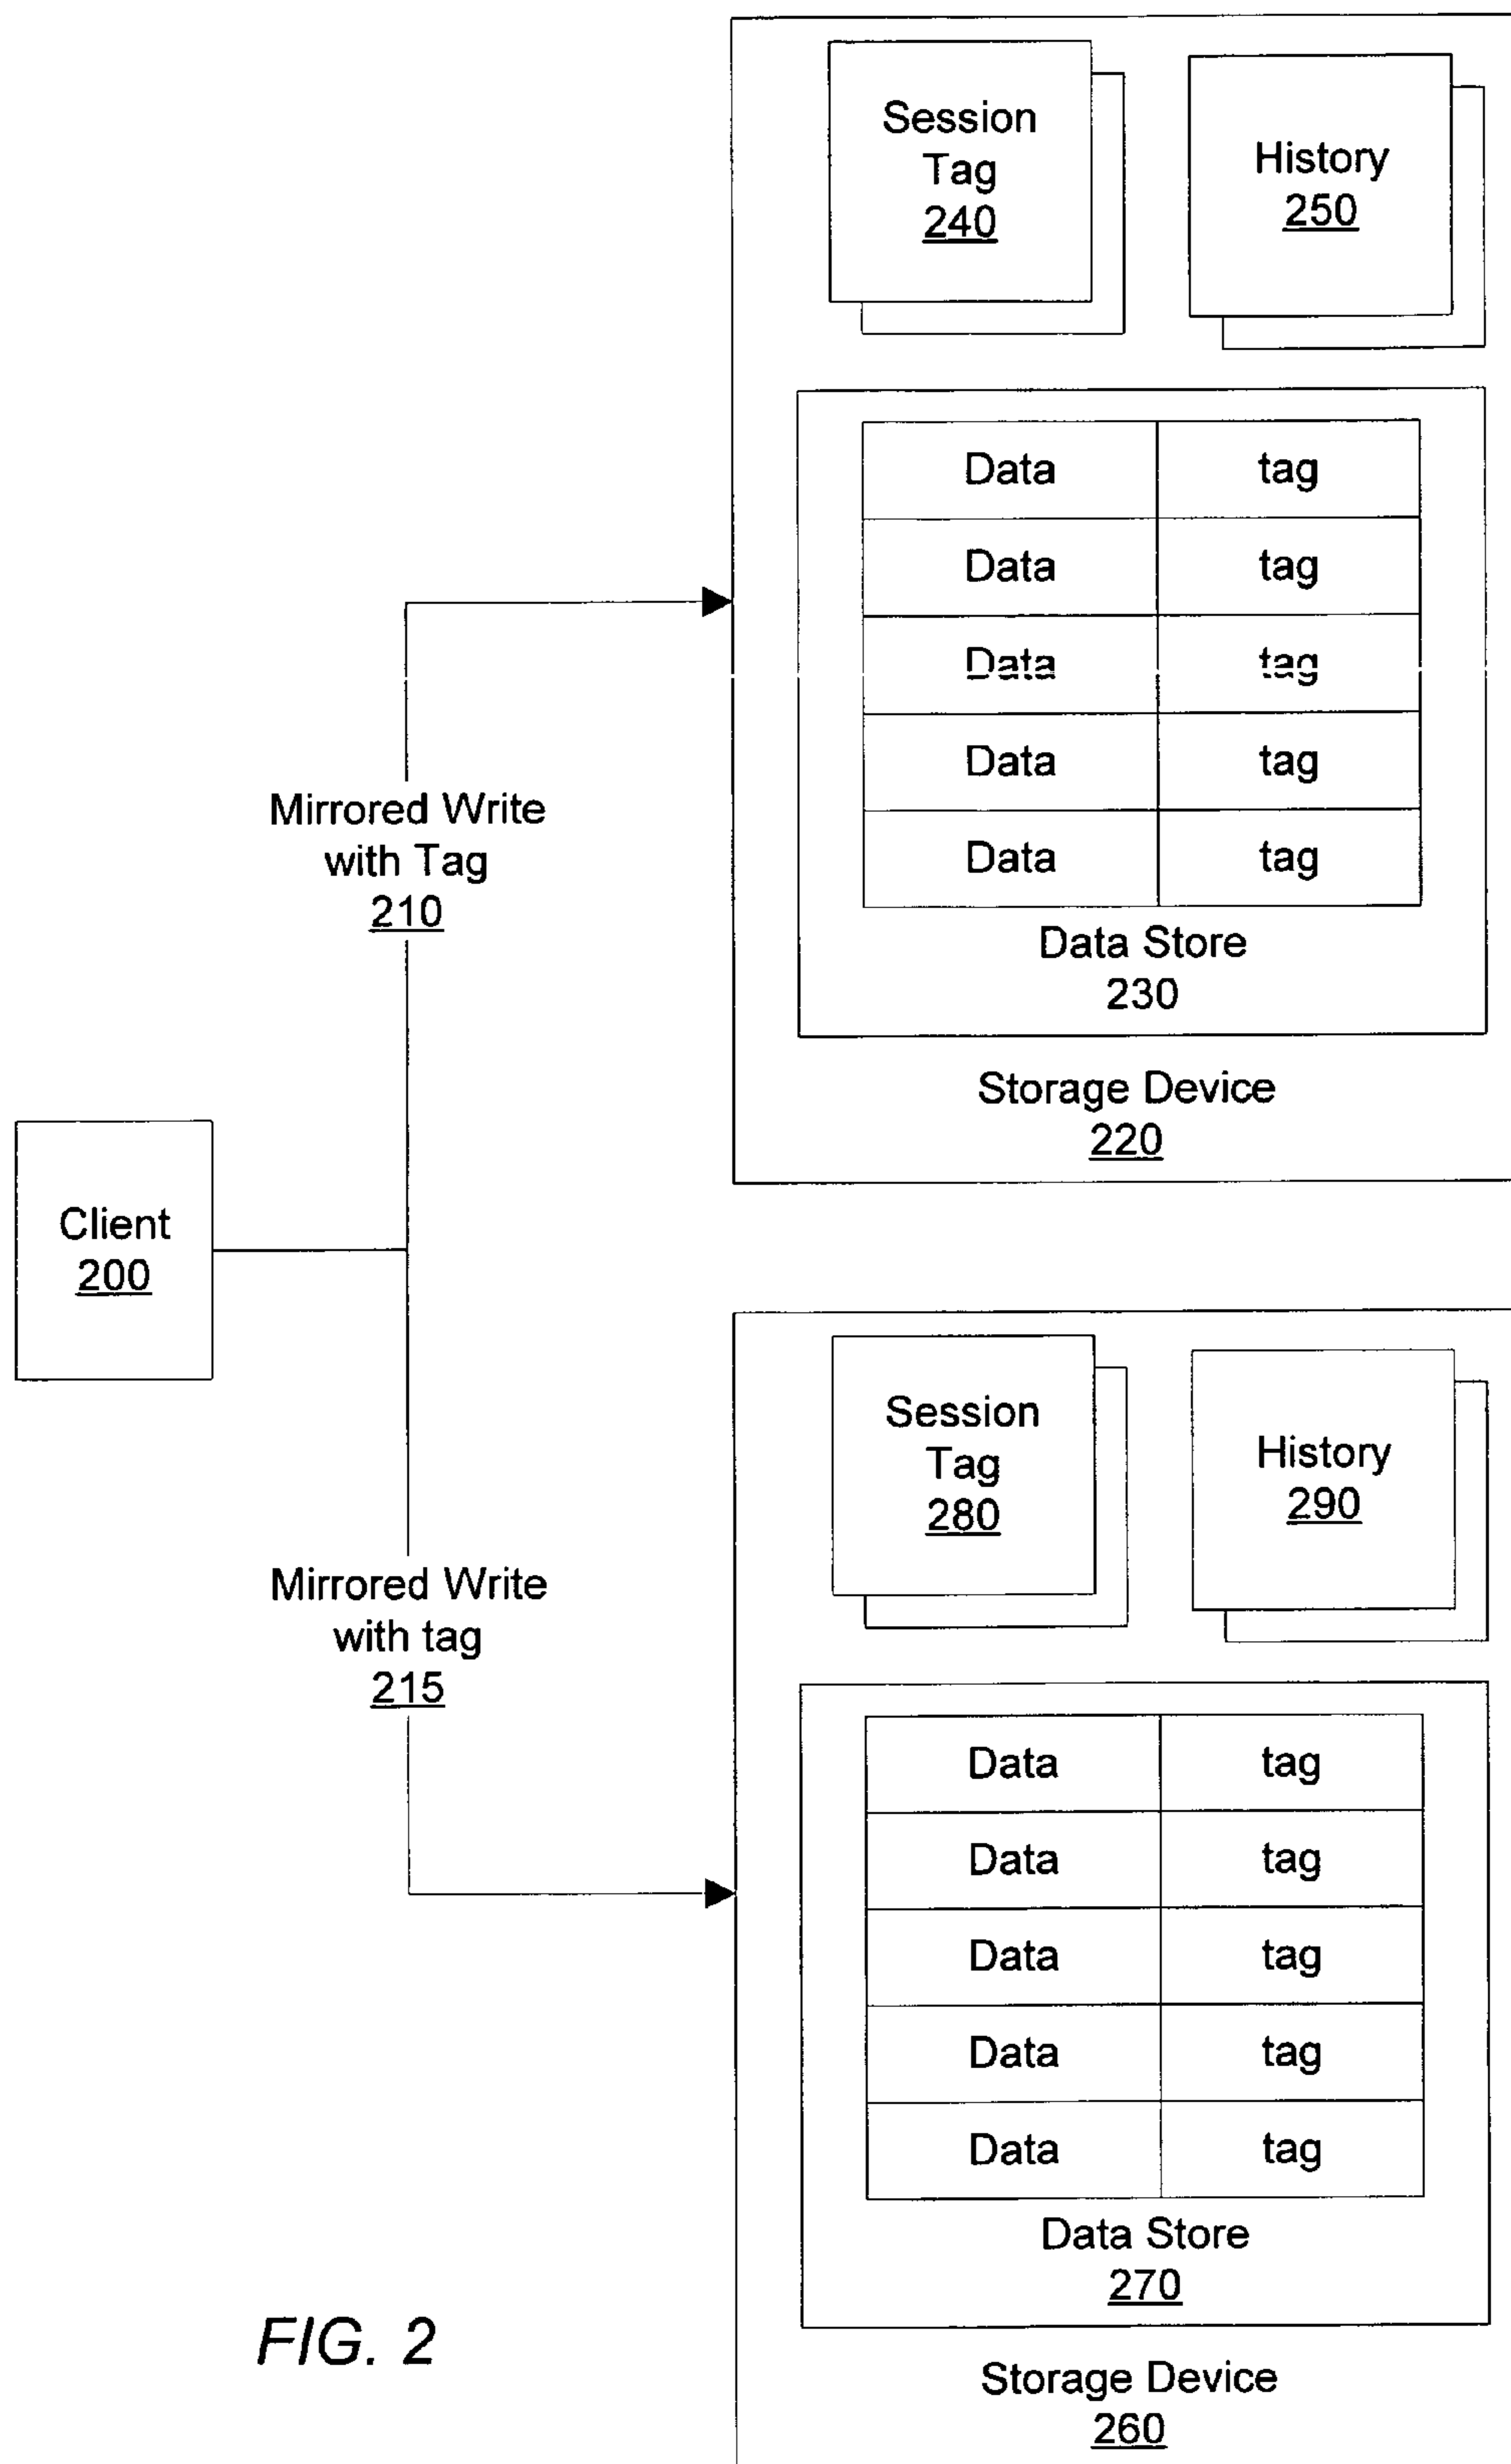 Session
Tag
240
History
250
Data tag
Data tag
Data tag
Data tag
Data tag
Data Store
230
Storage Device
220
Mirrored Write
with Tag
210
Client
200
Mirrored Write
with tag
215
Session
Tag
280
History
290
Data tag
Data tag
Data tag
Data tag
Data tag
Data Store
270
Storage Device
260
FIG. 2